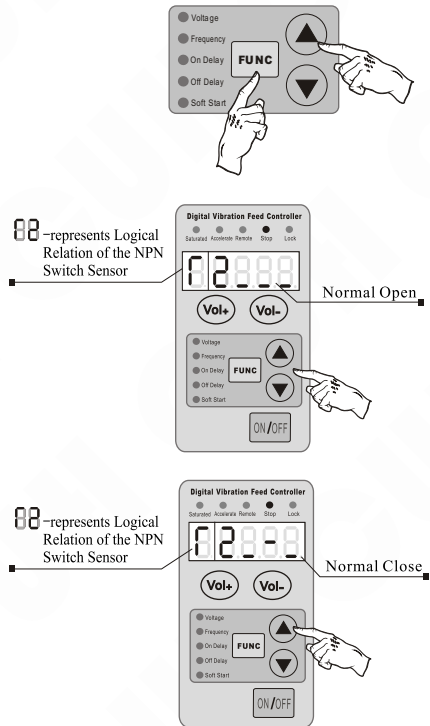 Voltage
Frequency
On Delay
Off Delay
Soft Start
FUNC
Digital Vibration Feed Controller
Saturated Accelerate Remote Stop Lock
–represents Logical
Relation of the NPN
Switch Sensor
2_ _ _
Normal Open
Vol+ Vol-
Voltage
Frequency
On Delay
Off Delay
Soft Start
FUNC
ON/OFF
Digital Vibration Feed Controller
Saturated Accelerate Remote Stop Lock
–represents Logical
Relation of the NPN
Switch Sensor
2_-_
Normal Close
Vol+ Vol-
Voltage
Frequency
On Delay
Off Delay
Soft Start
FUNC
ON/OFF